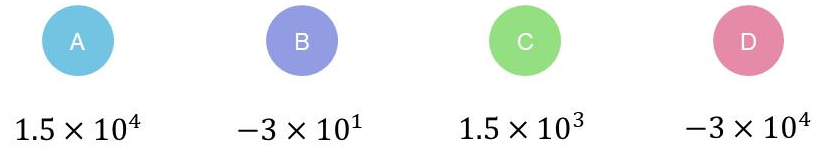 A B C D
1.5 × 10⁴ −3 × 10¹ 1.5 × 10³ −3 × 10⁴